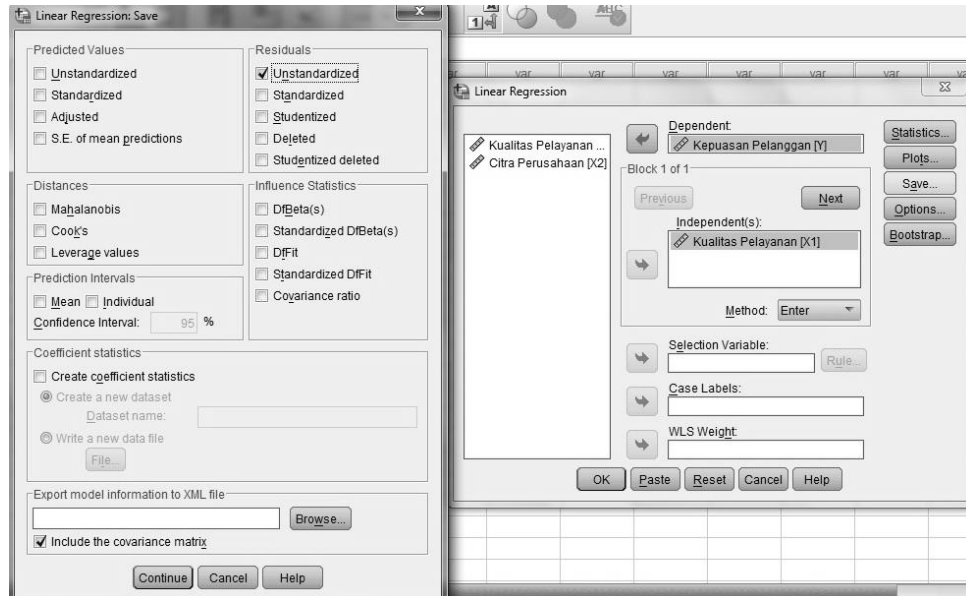 Linear Regression: Save
Predicted Values
Unstandardized
Standardized
Adjusted
S.E. of mean predictions
Residuals
Unstandardized
Standardized
Studentized
Deleted
Studentized deleted
Distances
Mahalanobis
Cook's
Leverage values
Influence Statistics
DfBeta(s)
Standardized DfBeta(s)
DfFit
Standardized DfFit
Covariance ratio
Prediction Intervals
Mean Individual
Confidence Interval: 95 %
Coefficient statistics
Create coefficient statistics
Create a new dataset
Dataset name:
Write a new data file
File...
Export model information to XML file
Browse...
Include the covariance matrix
Continue Cancel Help
1 A
var var var var var var
Linear Regression
Kualitas Pelayanan ...
Citra Perusahaan [X2]
Dependent:
Kepuasan Pelanggan [Y]
Block 1 of 1
Previous Next
Independent(s):
Kualitas Pelayanan [X1]
Method: Enter
Selection Variable:
Rule...
Case Labels:
WLS Weight:
Statistics...
Plots...
Save...
Options...
Bootstrap...
OK Paste Reset Cancel Help